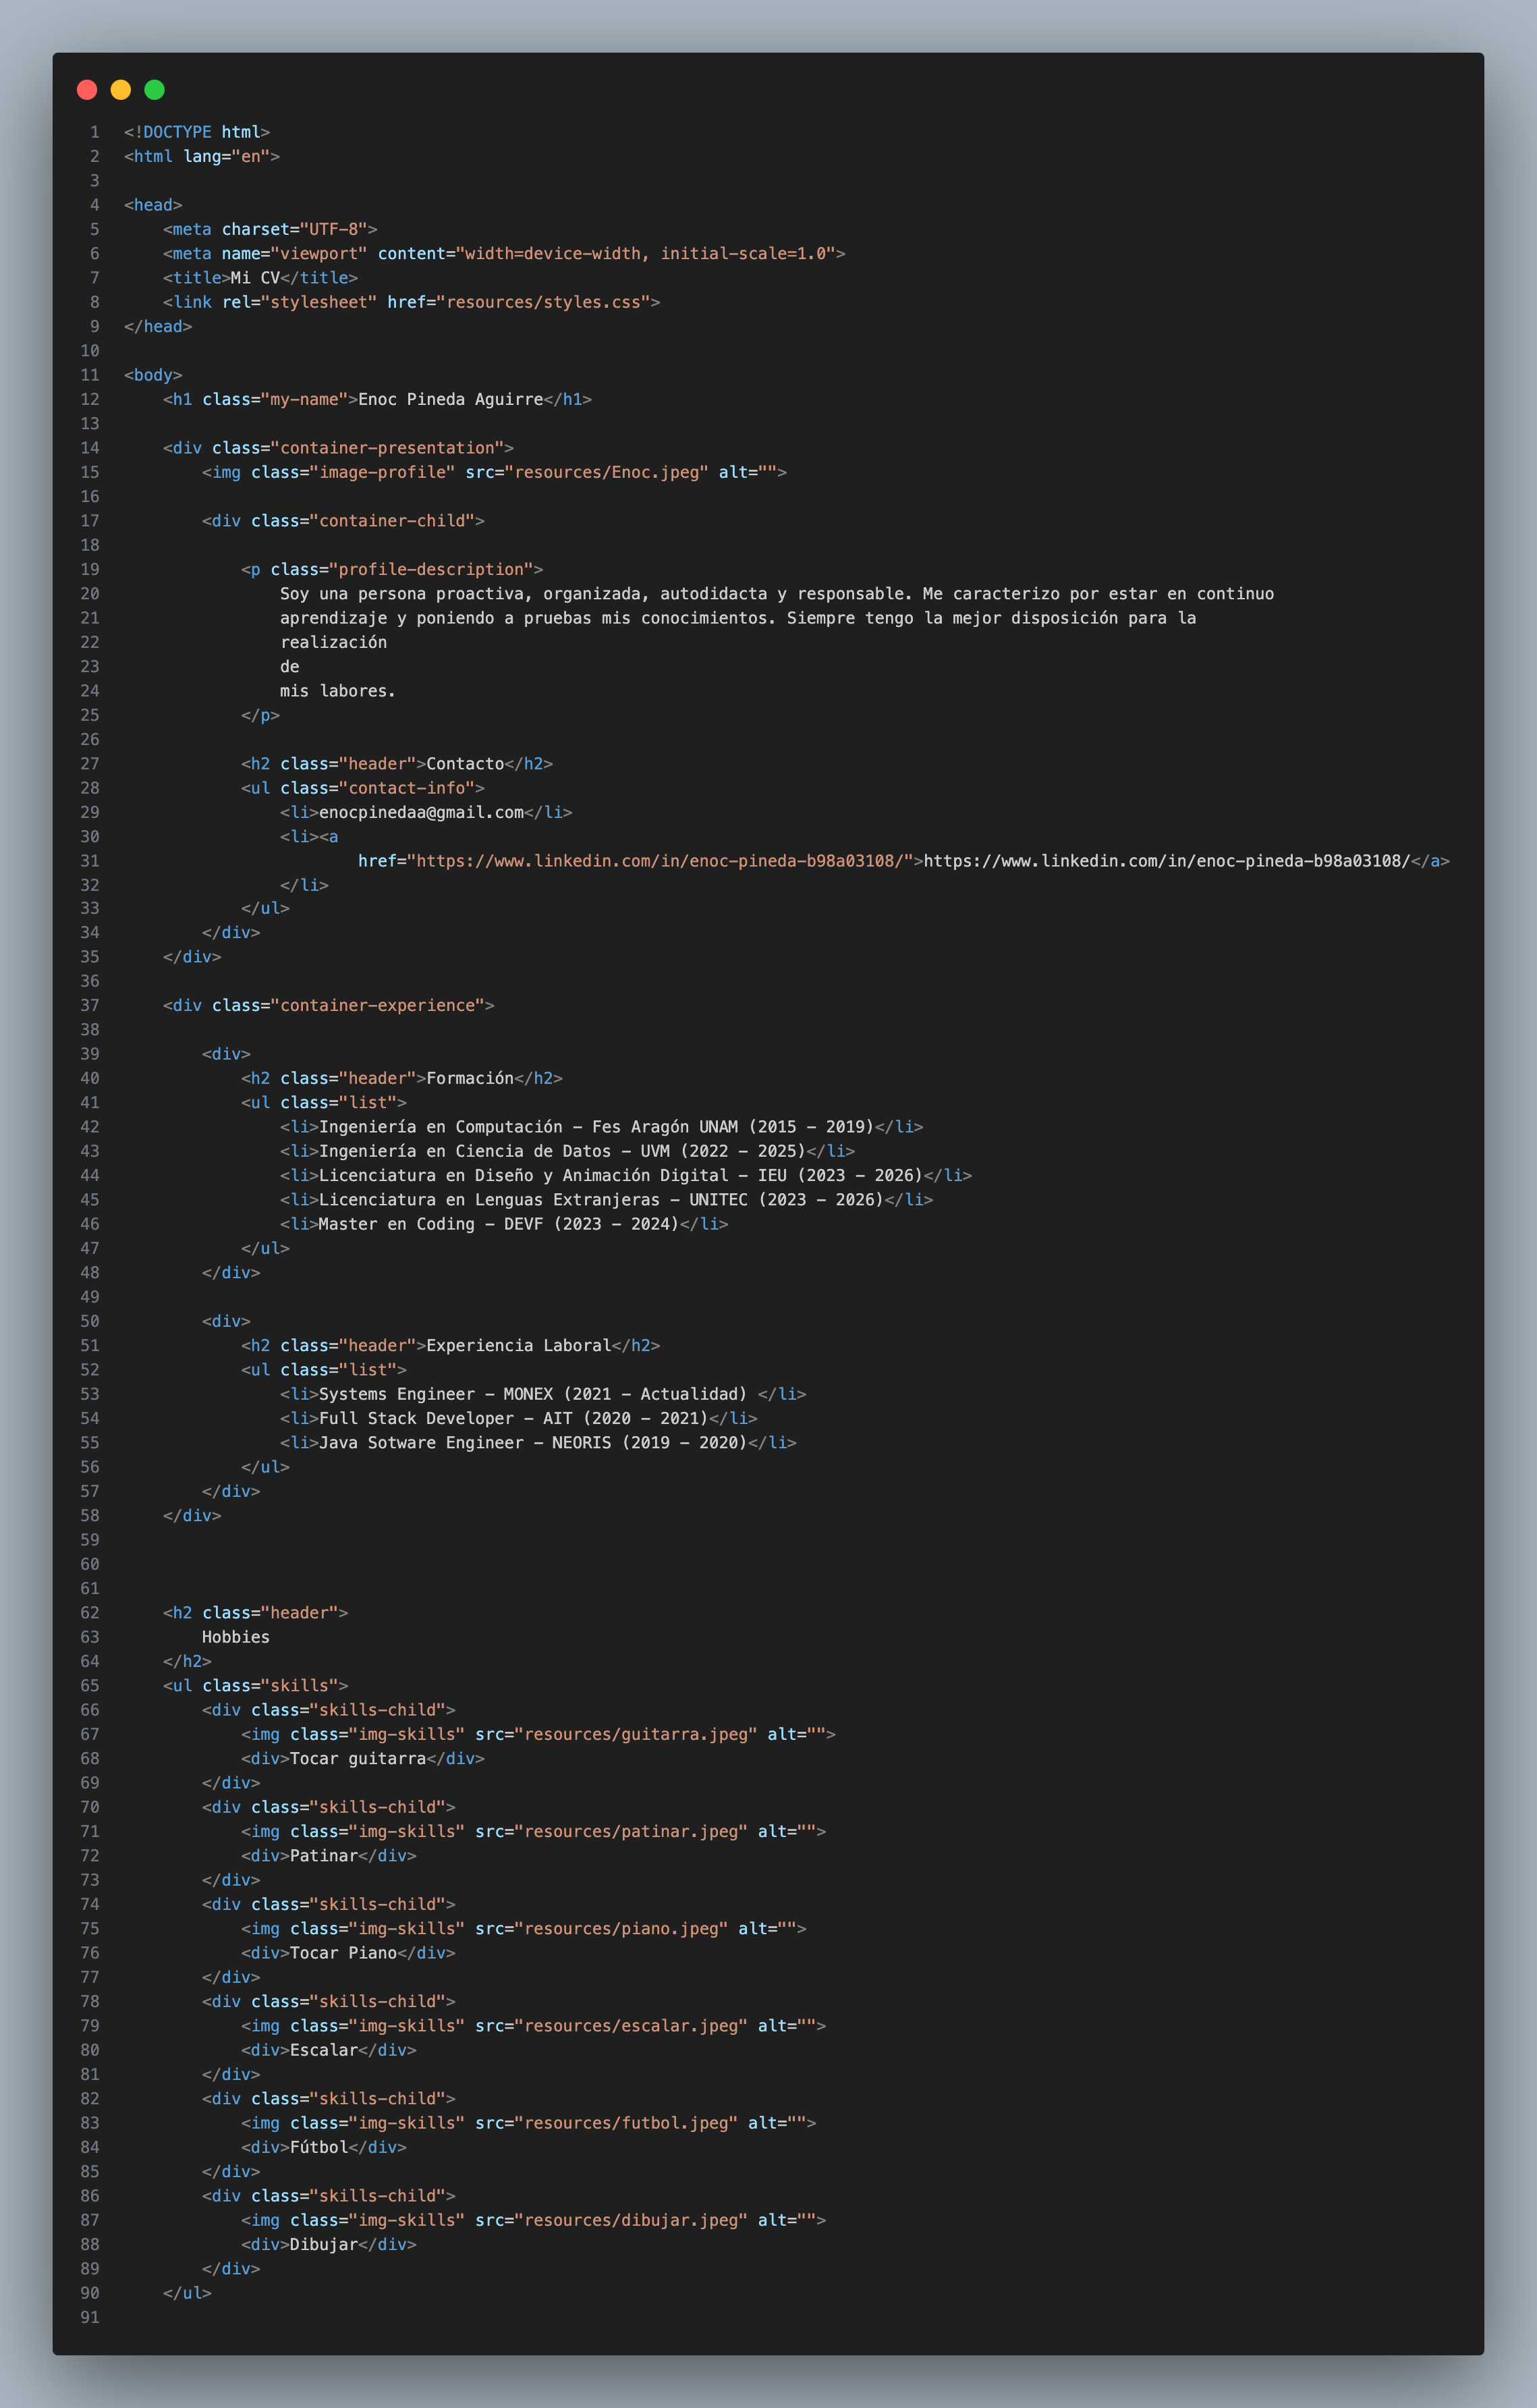 1 <!DOCTYPE html>
2 <html lang="en">
3
4 <head>
5     <meta charset="UTF-8">
6     <meta name="viewport" content="width=device-width, initial-scale=1.0">
7     <title>Mi CV</title>
8     <link rel="stylesheet" href="resources/styles.css">
9 </head>
10
11 <body>
12     <h1 class="my-name">Enoc Pineda Aguirre</h1>
13
14     <div class="container-presentation">
15         <img class="image-profile" src="resources/Enoc.jpeg" alt="">
16
17         <div class="container-child">
18
19             <p class="profile-description">
20                 Soy una persona proactiva, organizada, autodidacta y responsable. Me caracterizo por estar en continuo
21                 aprendizaje y poniendo a pruebas mis conocimientos. Siempre tengo la mejor disposición para la
22                 realización
23                 de
24                 mis labores.
25             </p>
26
27             <h2 class="header">Contacto</h2>
28             <ul class="contact-info">
29                 <li>enocpinedaa@gmail.com</li>
30                 <li><a
31                         href="https://www.linkedin.com/in/enoc-pineda-b98a03108/">https://www.linkedin.com/in/enoc-pineda-b98a03108/</a>
32                 </li>
33             </ul>
34         </div>
35     </div>
36
37     <div class="container-experience">
38
39         <div>
40             <h2 class="header">Formación</h2>
41             <ul class="list">
42                 <li>Ingeniería en Computación - Fes Aragón UNAM (2015 - 2019)</li>
43                 <li>Ingeniería en Ciencia de Datos - UVM (2022 - 2025)</li>
44                 <li>Licenciatura en Diseño y Animación Digital - IEU (2023 - 2026)</li>
45                 <li>Licenciatura en Lenguas Extranjeras - UNITEC (2023 - 2026)</li>
46                 <li>Master en Coding - DEVF (2023 - 2024)</li>
47             </ul>
48         </div>
49
50         <div>
51             <h2 class="header">Experiencia Laboral</h2>
52             <ul class="list">
53                 <li>Systems Engineer - MONEX (2021 - Actualidad) </li>
54                 <li>Full Stack Developer - AIT (2020 - 2021)</li>
55                 <li>Java Sotware Engineer - NEORIS (2019 - 2020)</li>
56             </ul>
57         </div>
58     </div>
59
60
61
62     <h2 class="header">
63         Hobbies
64     </h2>
65     <ul class="skills">
66         <div class="skills-child">
67             <img class="img-skills" src="resources/guitarra.jpeg" alt="">
68             <div>Tocar guitarra</div>
69         </div>
70         <div class="skills-child">
71             <img class="img-skills" src="resources/patinar.jpeg" alt="">
72             <div>Patinar</div>
73         </div>
74         <div class="skills-child">
75             <img class="img-skills" src="resources/piano.jpeg" alt="">
76             <div>Tocar Piano</div>
77         </div>
78         <div class="skills-child">
79             <img class="img-skills" src="resources/escalar.jpeg" alt="">
80             <div>Escalar</div>
81         </div>
82         <div class="skills-child">
83             <img class="img-skills" src="resources/futbol.jpeg" alt="">
84             <div>Fútbol</div>
85         </div>
86         <div class="skills-child">
87             <img class="img-skills" src="resources/dibujar.jpeg" alt="">
88             <div>Dibujar</div>
89         </div>
90     </ul>
91